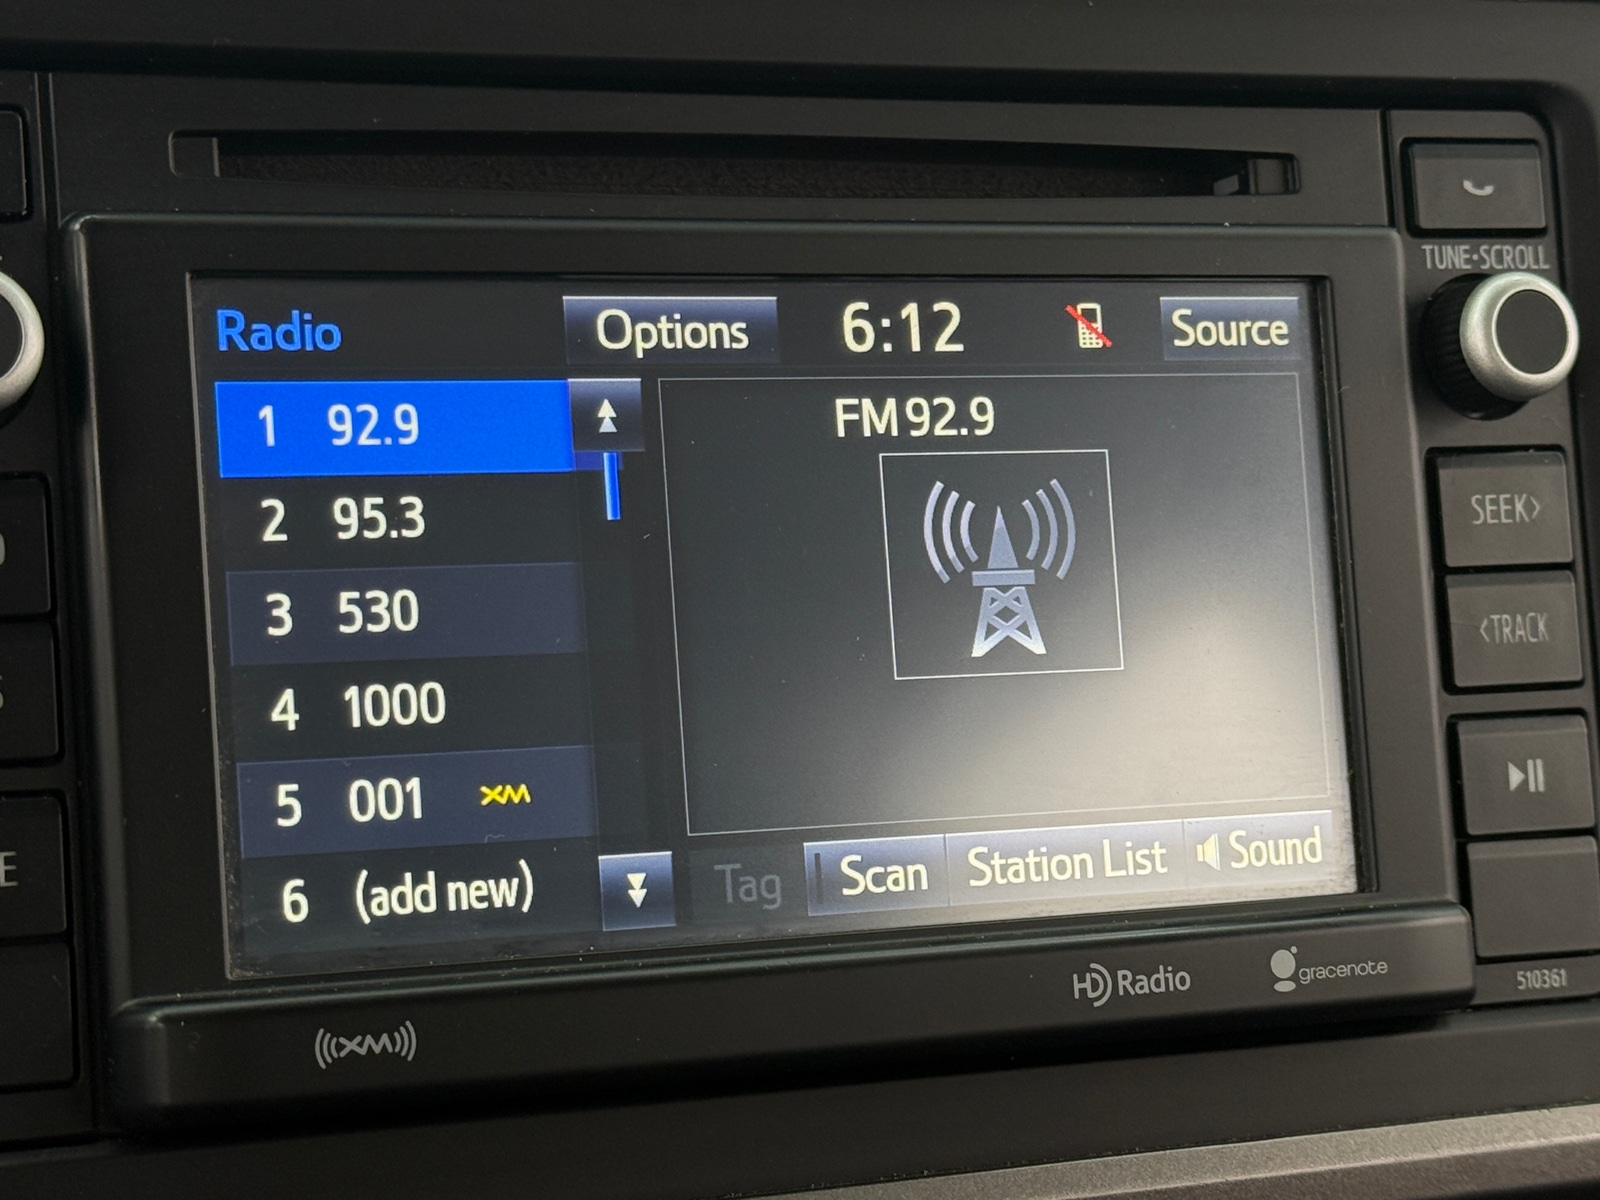 TUNE·SCROLL
Radio Options 6:12 Source
1 92.9
FM 92.9
2 95.3
3 530
4 1000
5 001 XM
6 (add new)
Tag Scan Station List Sound
SEEK>
<TRACK
HD Radio
gracenote
510361
((XM))
E